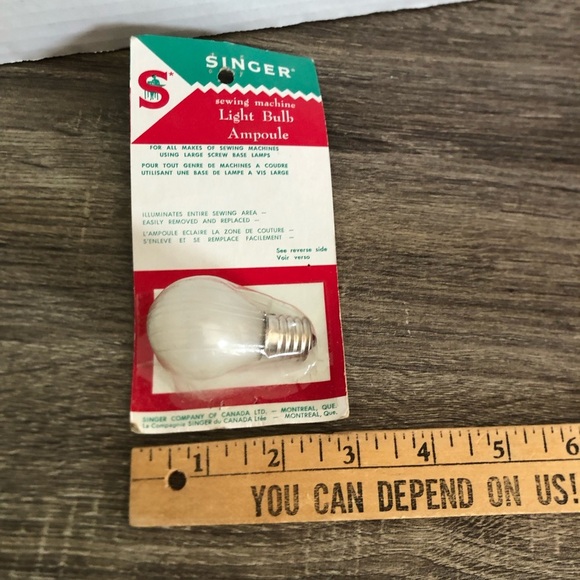 SINGER*
S*
sewing machine
Light Bulb
Ampoule
FOR ALL MAKES OF SEWING MACHINES
USING LARGE SCREW BASE LAMPS
POUR TOUT GENRE DE MACHINES A COUDRE
UTILISANT UNE BASE DE LAMPE A VIS LARGE
ILLUMINATES ENTIRE SEWING AREA —
EASILY REMOVED AND REPLACED —
L'AMPOULE ECLAIRE LA ZONE DE COUTURE —
S'ENLEVE ET SE REMPLACE FACILEMENT —
See reverse side
Voir verso
SINGER COMPANY OF CANADA LTD. — MONTREAL, QUE.
La Compagnie SINGER du CANADA Ltée — MONTREAL, Que.
1 2 3 4 5 6
YOU CAN DEPEND ON US!